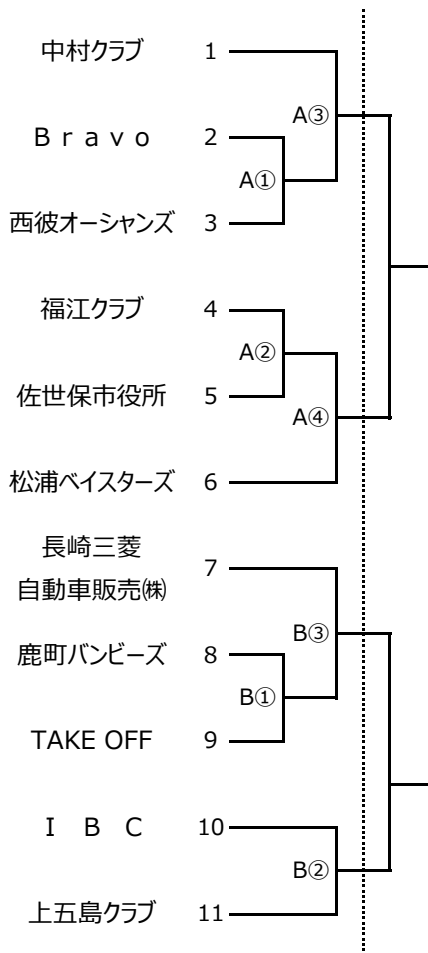 中村クラブ 1
A③
Ｂｒａｖｏ 2
A①
西彼オーシャンズ 3
福江クラブ 4
A②
佐世保市役所 5
A④
松浦ベイスターズ 6
長崎三菱
自動車販売㈱ 7
B③
鹿町バンビーズ 8
B①
TAKE OFF 9
Ｉ Ｂ Ｃ 10
B②
上五島クラブ 11